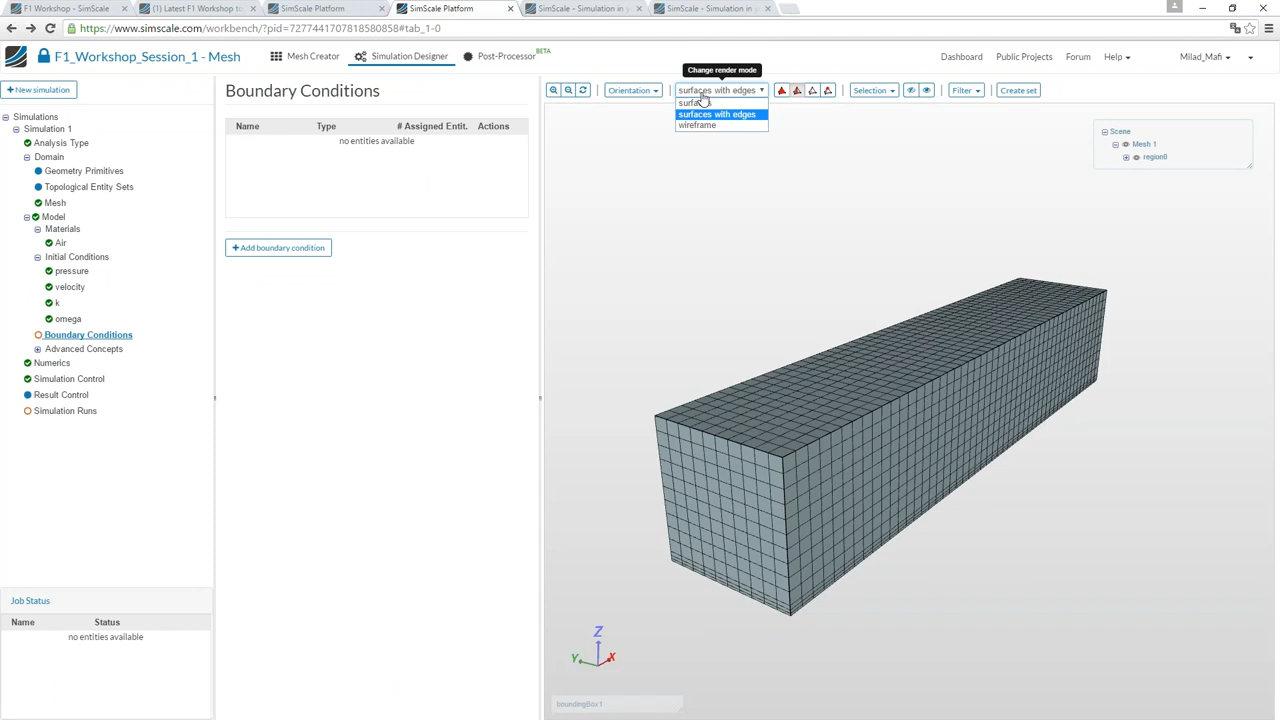 F1 Workshop - SimScale
(1) Latest F1 Workshop to
SimScale Platform
SimScale Platform
SimScale - Simulation in y
SimScale - Simulation in y
https://www.simscale.com/workbench/?pid=7277441707818580858#tab_1-0
F1_Workshop_Session_1 - Mesh
Mesh Creator
Simulation Designer
Post-Processor BETA
Dashboard
Public Projects
Forum
Help
Milad_Mafi
New simulation
Simulations
Simulation 1
Analysis Type
Domain
Geometry Primitives
Topological Entity Sets
Mesh
Model
Materials
Air
Initial Conditions
pressure
velocity
k
omega
Boundary Conditions
Advanced Concepts
Numerics
Simulation Control
Result Control
Simulation Runs
Job Status
Name Status
no entities available
Boundary Conditions
Name Type # Assigned Entit. Actions
no entities available
Add boundary condition
Change render mode
Orientation
surfaces with edges
Selection
Filter
Create set
surfaces with edges
wireframe
Scene
Mesh 1
region0
Z
Y
X
boundingBox1